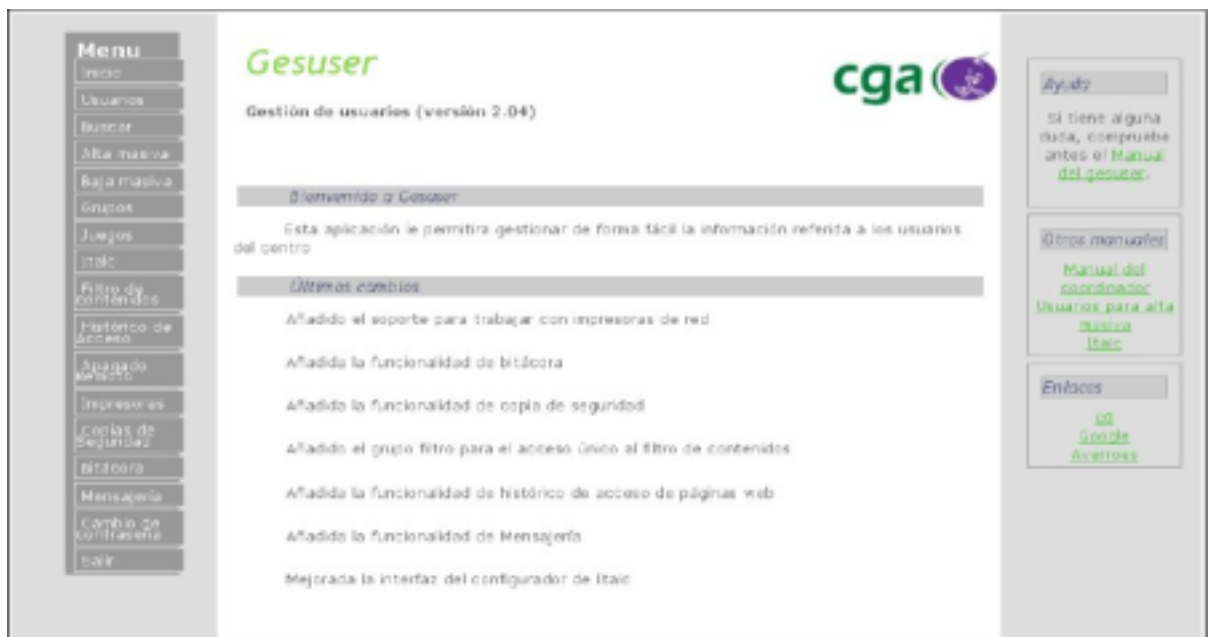 Menu
Inicio
Usuarios
Buscar
Alta masiva
Baja masiva
Grupos
Juegos
Italc
Filtro de
contenidos
Histórico de
Acceso
Apagado
Remoto
Impresoras
Copias de
Seguridad
Bitácora
Mensajería
Cambio de
contraseña
Salir
Gesuser
cga
Gestión de usuarios (versión 2.04)
Bienvenido a Gesuser
Esta aplicación le permitira gestionar de forma fácil la información referida a los usuarios
del centro
Últimos cambios
Añadido el soporte para trabajar con impresoras de red
Añadida la funcionalidad de bitácora
Añadida la funcionalidad de copia de seguridad
Añadido el grupo filtro para el acceso único al filtro de contenidos
Añadida la funcionalidad de histórico de acceso de páginas web
Añadida la funcionalidad de Mensajería
Mejorada la interfaz del configurador de Italc
Ayuda
Si tiene alguna
duda, compruebe
antes el Manual
del gesuser.
Otros manuales
Manual del
coordinador
Usuarios para alta
masiva
Italc
Enlaces
Google
Averroes